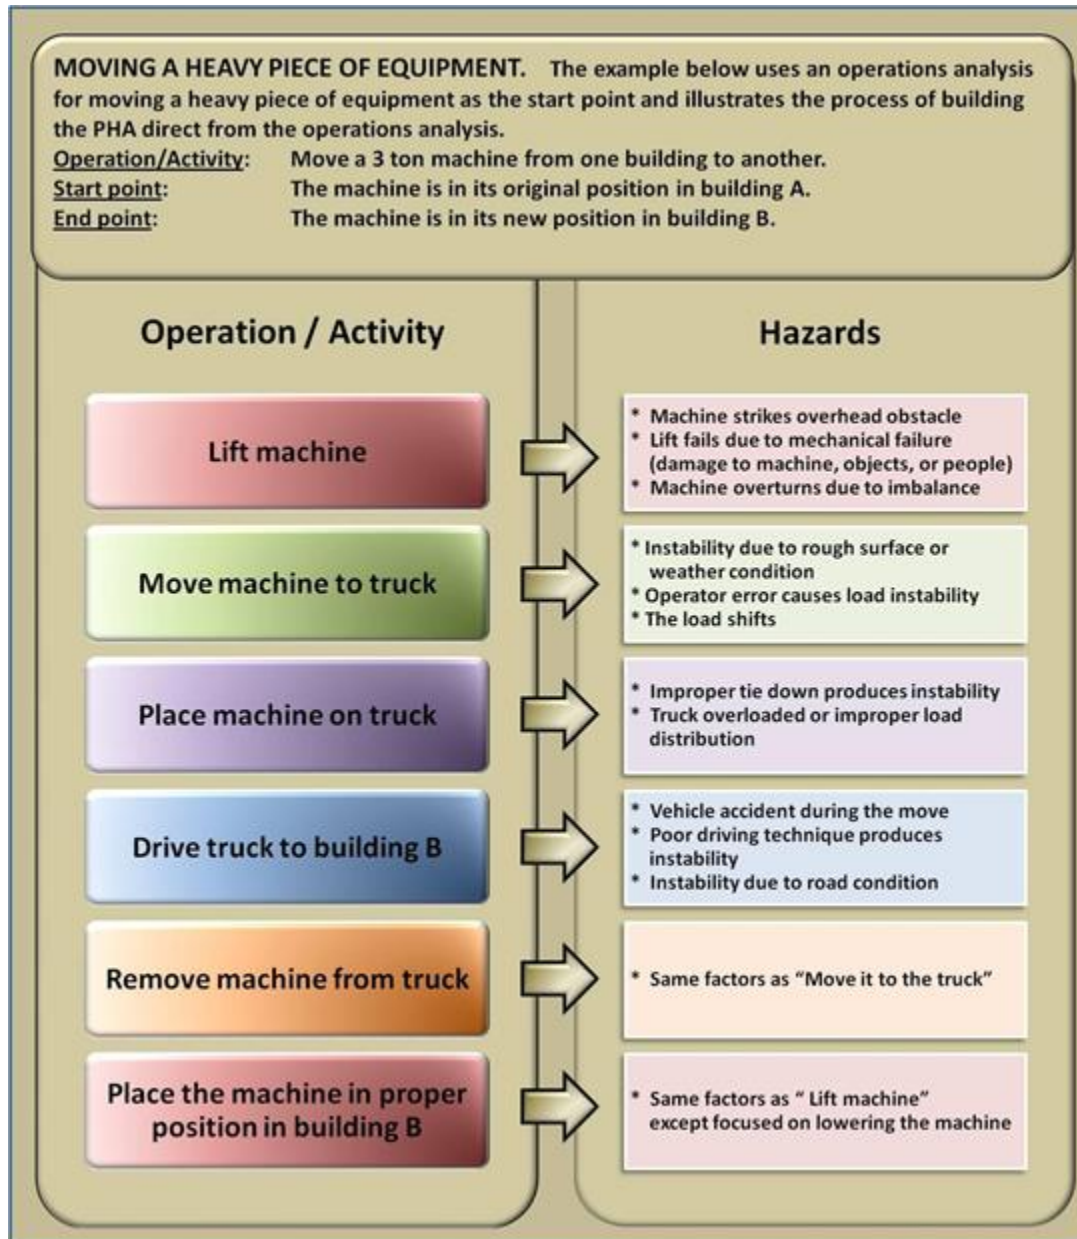 MOVING A HEAVY PIECE OF EQUIPMENT. The example below uses an operations analysis
for moving a heavy piece of equipment as the start point and illustrates the process of building
the PHA direct from the operations analysis.
Operation/Activity: Move a 3 ton machine from one building to another.
Start point: The machine is in its original position in building A.
End point: The machine is in its new position in building B.
Operation / Activity
Hazards
Lift machine
* Machine strikes overhead obstacle
* Lift fails due to mechanical failure
(damage to machine, objects, or people)
* Machine overturns due to imbalance
Move machine to truck
* Instability due to rough surface or
weather condition
* Operator error causes load instability
* The load shifts
Place machine on truck
* Improper tie down produces instability
* Truck overloaded or improper load
distribution
Drive truck to building B
* Vehicle accident during the move
* Poor driving technique produces
instability
* Instability due to road condition
Remove machine from truck
* Same factors as “Move it to the truck”
Place the machine in proper
position in building B
* Same factors as “ Lift machine”
except focused on lowering the machine